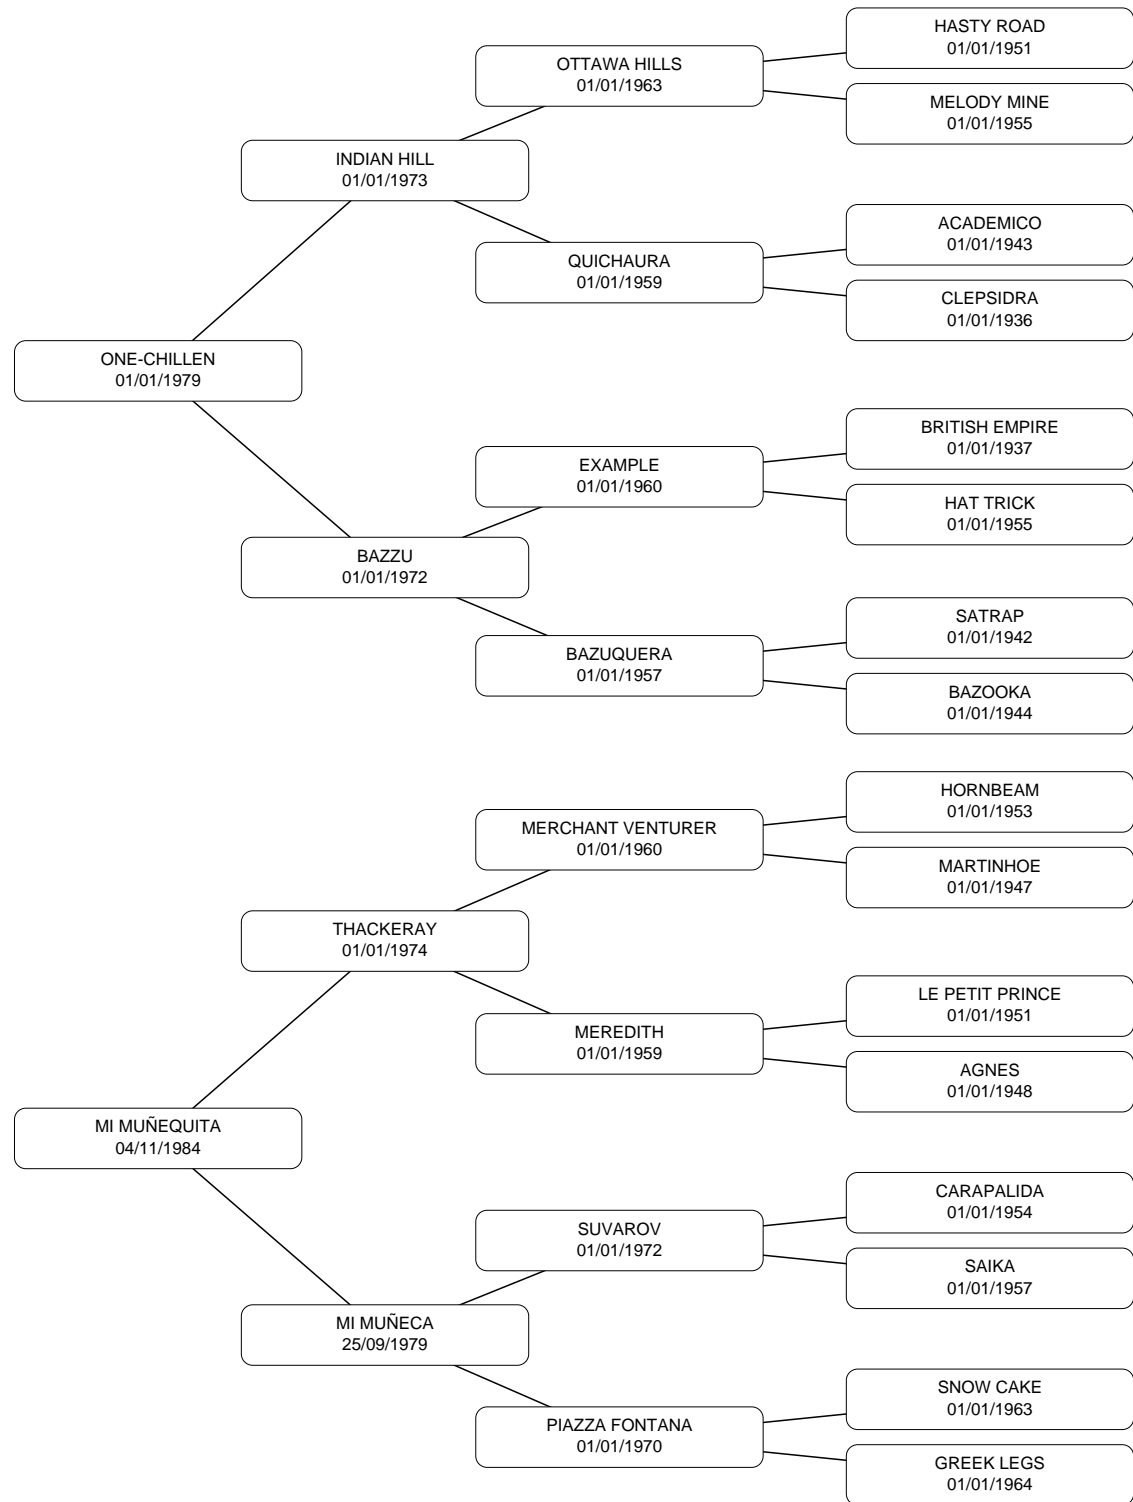 HASTY ROAD
01/01/1951
OTTAWA HILLS
01/01/1963
MELODY MINE
01/01/1955
INDIAN HILL
01/01/1973
ACADEMICO
01/01/1943
QUICHAURA
01/01/1959
CLEPSIDRA
01/01/1936
ONE-CHILLEN
01/01/1979
BRITISH EMPIRE
01/01/1937
EXAMPLE
01/01/1960
HAT TRICK
01/01/1955
BAZZU
01/01/1972
SATRAP
01/01/1942
BAZUQUERA
01/01/1957
BAZOOKA
01/01/1944
HORNBEAM
01/01/1953
MERCHANT VENTURER
01/01/1960
MARTINHOE
01/01/1947
THACKERAY
01/01/1974
LE PETIT PRINCE
01/01/1951
MEREDITH
01/01/1959
AGNES
01/01/1948
MI MUÑEQUITA
04/11/1984
CARAPALIDA
01/01/1954
SUVAROV
01/01/1972
SAIKA
01/01/1957
MI MUÑECA
25/09/1979
SNOW CAKE
01/01/1963
PIAZZA FONTANA
01/01/1970
GREEK LEGS
01/01/1964